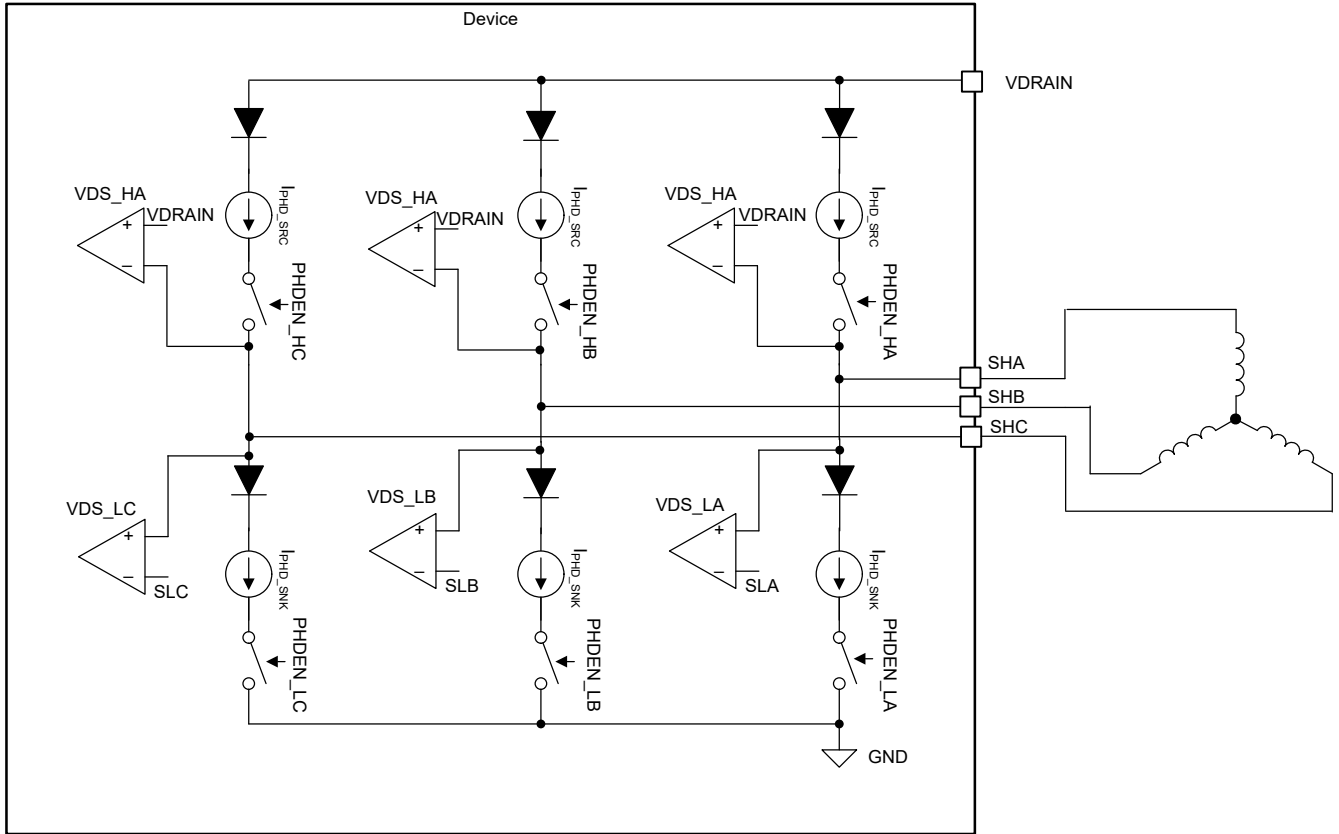 Device
VDRAIN
VDS_HA
VDRAIN
IPHD_SRC
PHDEN_HC
VDS_HA
VDRAIN
IPHD_SRC
PHDEN_HB
VDS_HA
VDRAIN
IPHD_SRC
PHDEN_HA
SHA
SHB
SHC
VDS_LC
SLC
IPHD_SNK
PHDEN_LC
VDS_LB
SLB
IPHD_SNK
PHDEN_LB
VDS_LA
SLA
IPHD_SNK
PHDEN_LA
GND